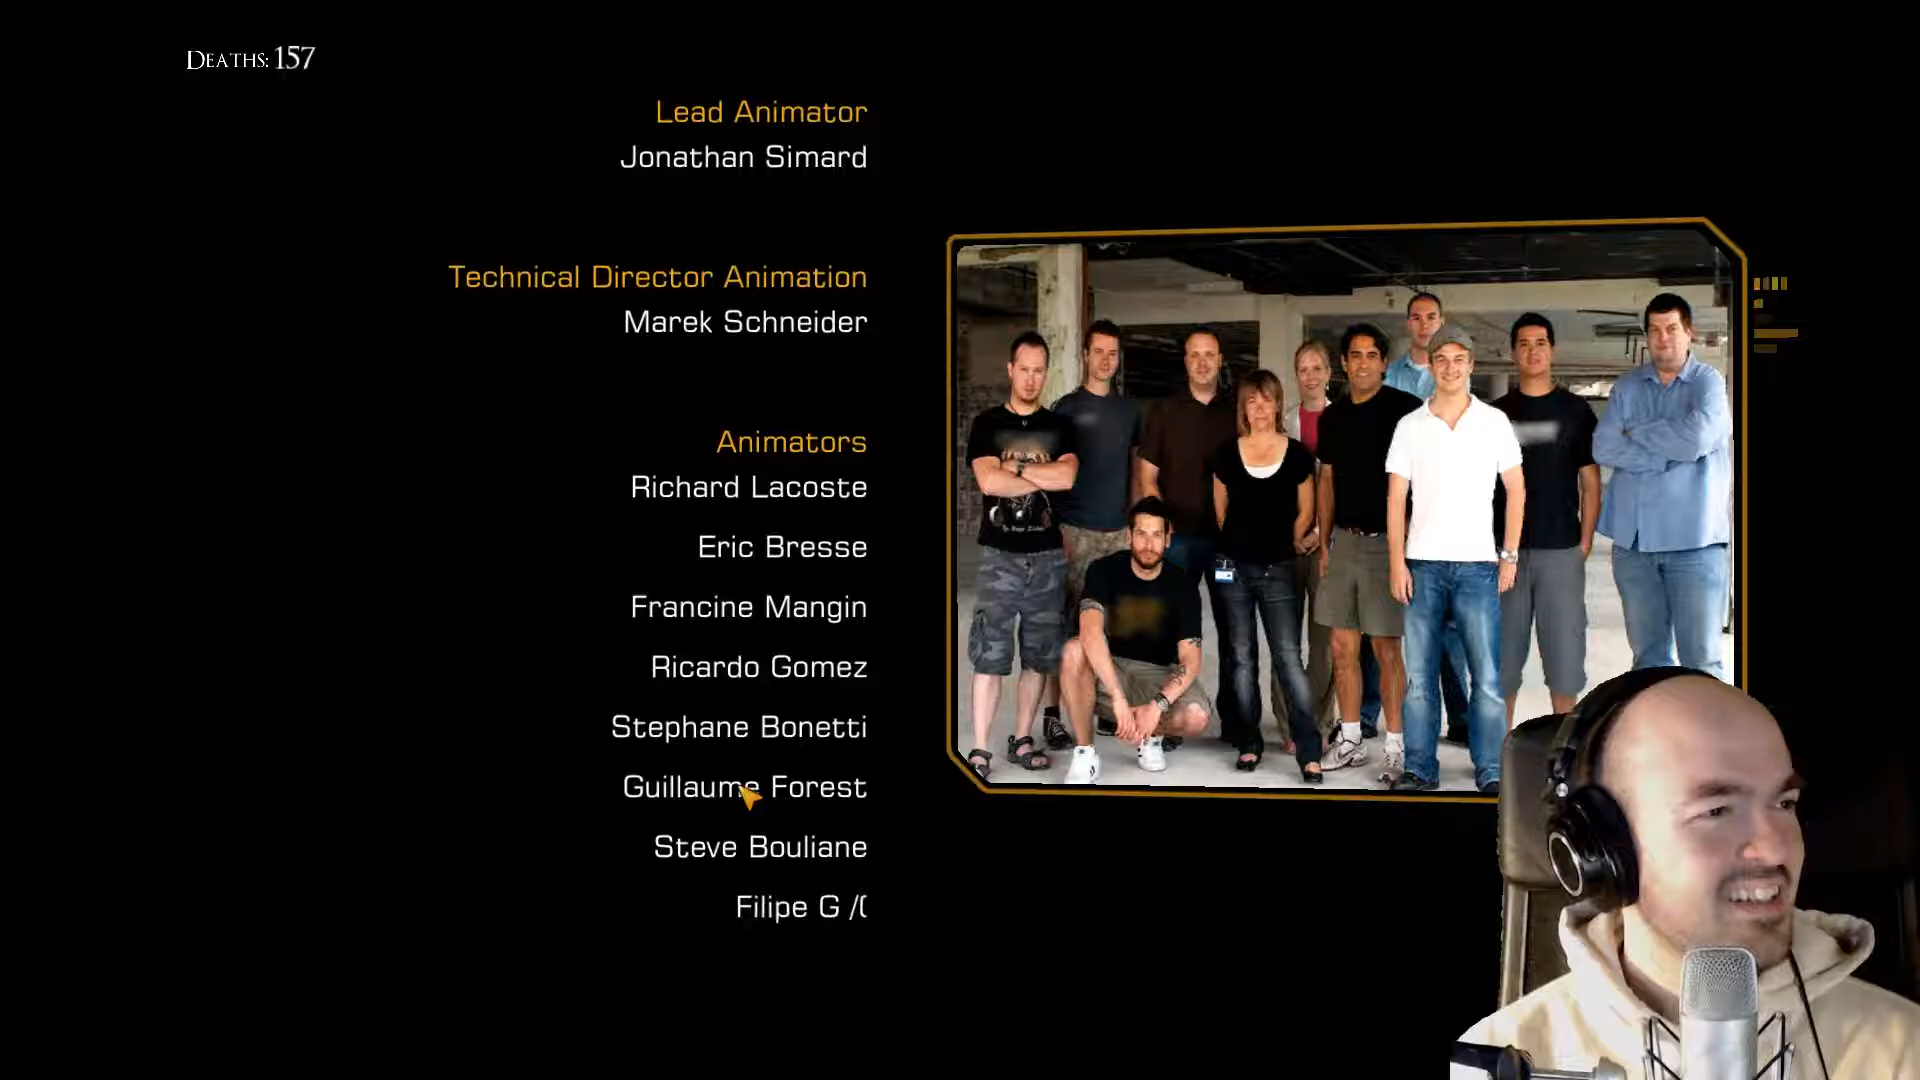 Deaths: 157
Lead Animator
Jonathan Simard
Technical Director Animation
Marek Schneider
Animators
Richard Lacoste
Eric Bresse
Francine Mangin
Ricardo Gomez
Stephane Bonetti
Guillaume Forest
Steve Bouliane
Filipe G /(